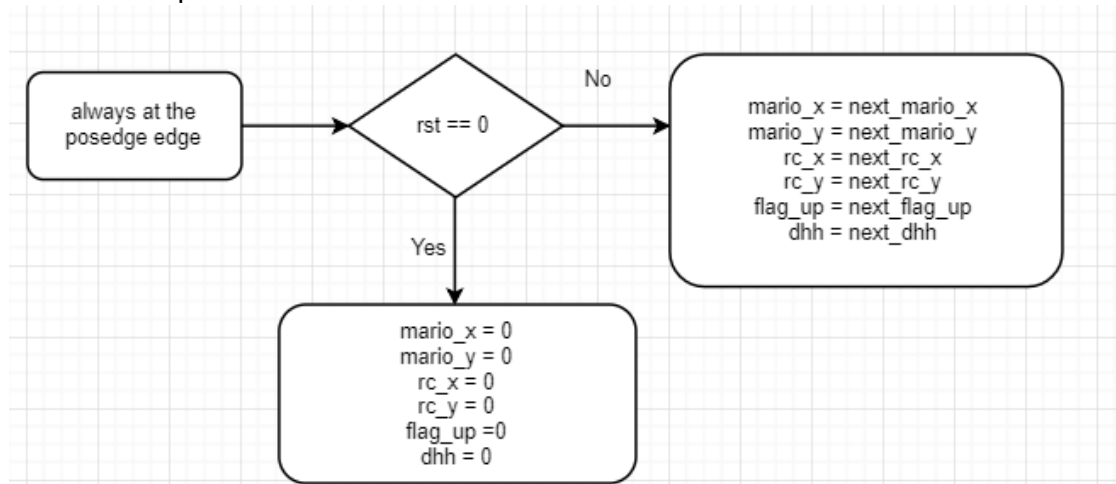 always at the
posedge edge
rst == 0
No
mario_x = next_mario_x
mario_y = next_mario_y
rc_x = next_rc_x
rc_y = next_rc_y
flag_up = next_flag_up
dhh = next_dhh
Yes
mario_x = 0
mario_y = 0
rc_x = 0
rc_y = 0
flag_up =0
dhh = 0